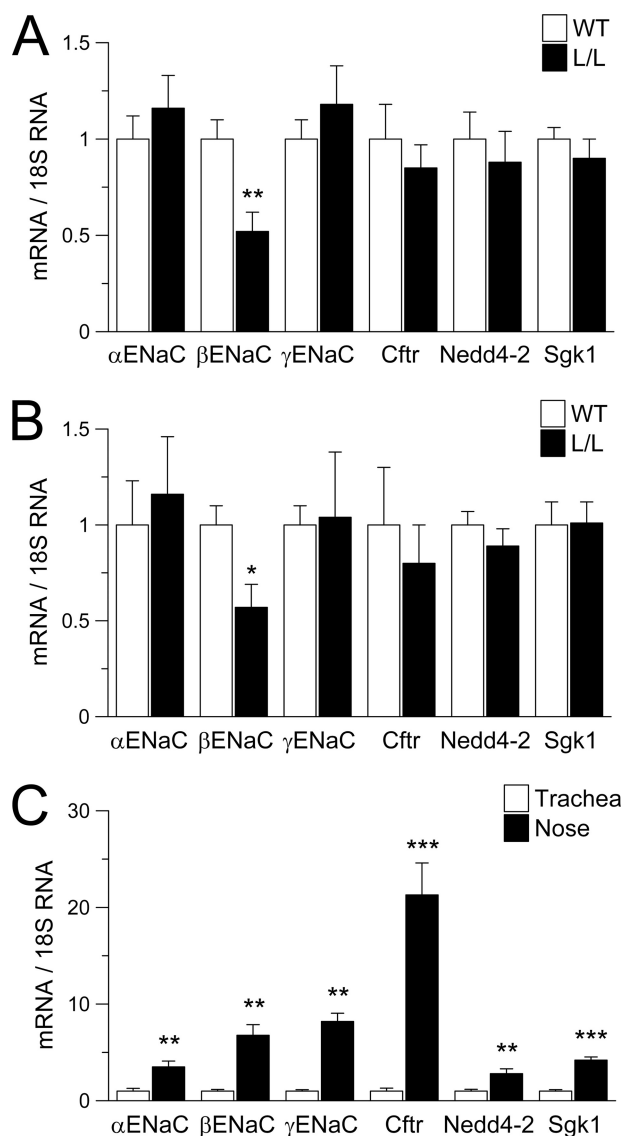 A
WT
L/L
mRNA / 18S RNA
1.5
1
0.5
0
**
αENaC βENaC γENaC Cftr Nedd4-2 Sgk1
B
WT
L/L
mRNA / 18S RNA
1.5
1
0.5
0
*
αENaC βENaC γENaC Cftr Nedd4-2 Sgk1
C
Trachea
Nose
mRNA / 18S RNA
30
20
10
0
** ** ** *** ** ***
αENaC βENaC γENaC Cftr Nedd4-2 Sgk1